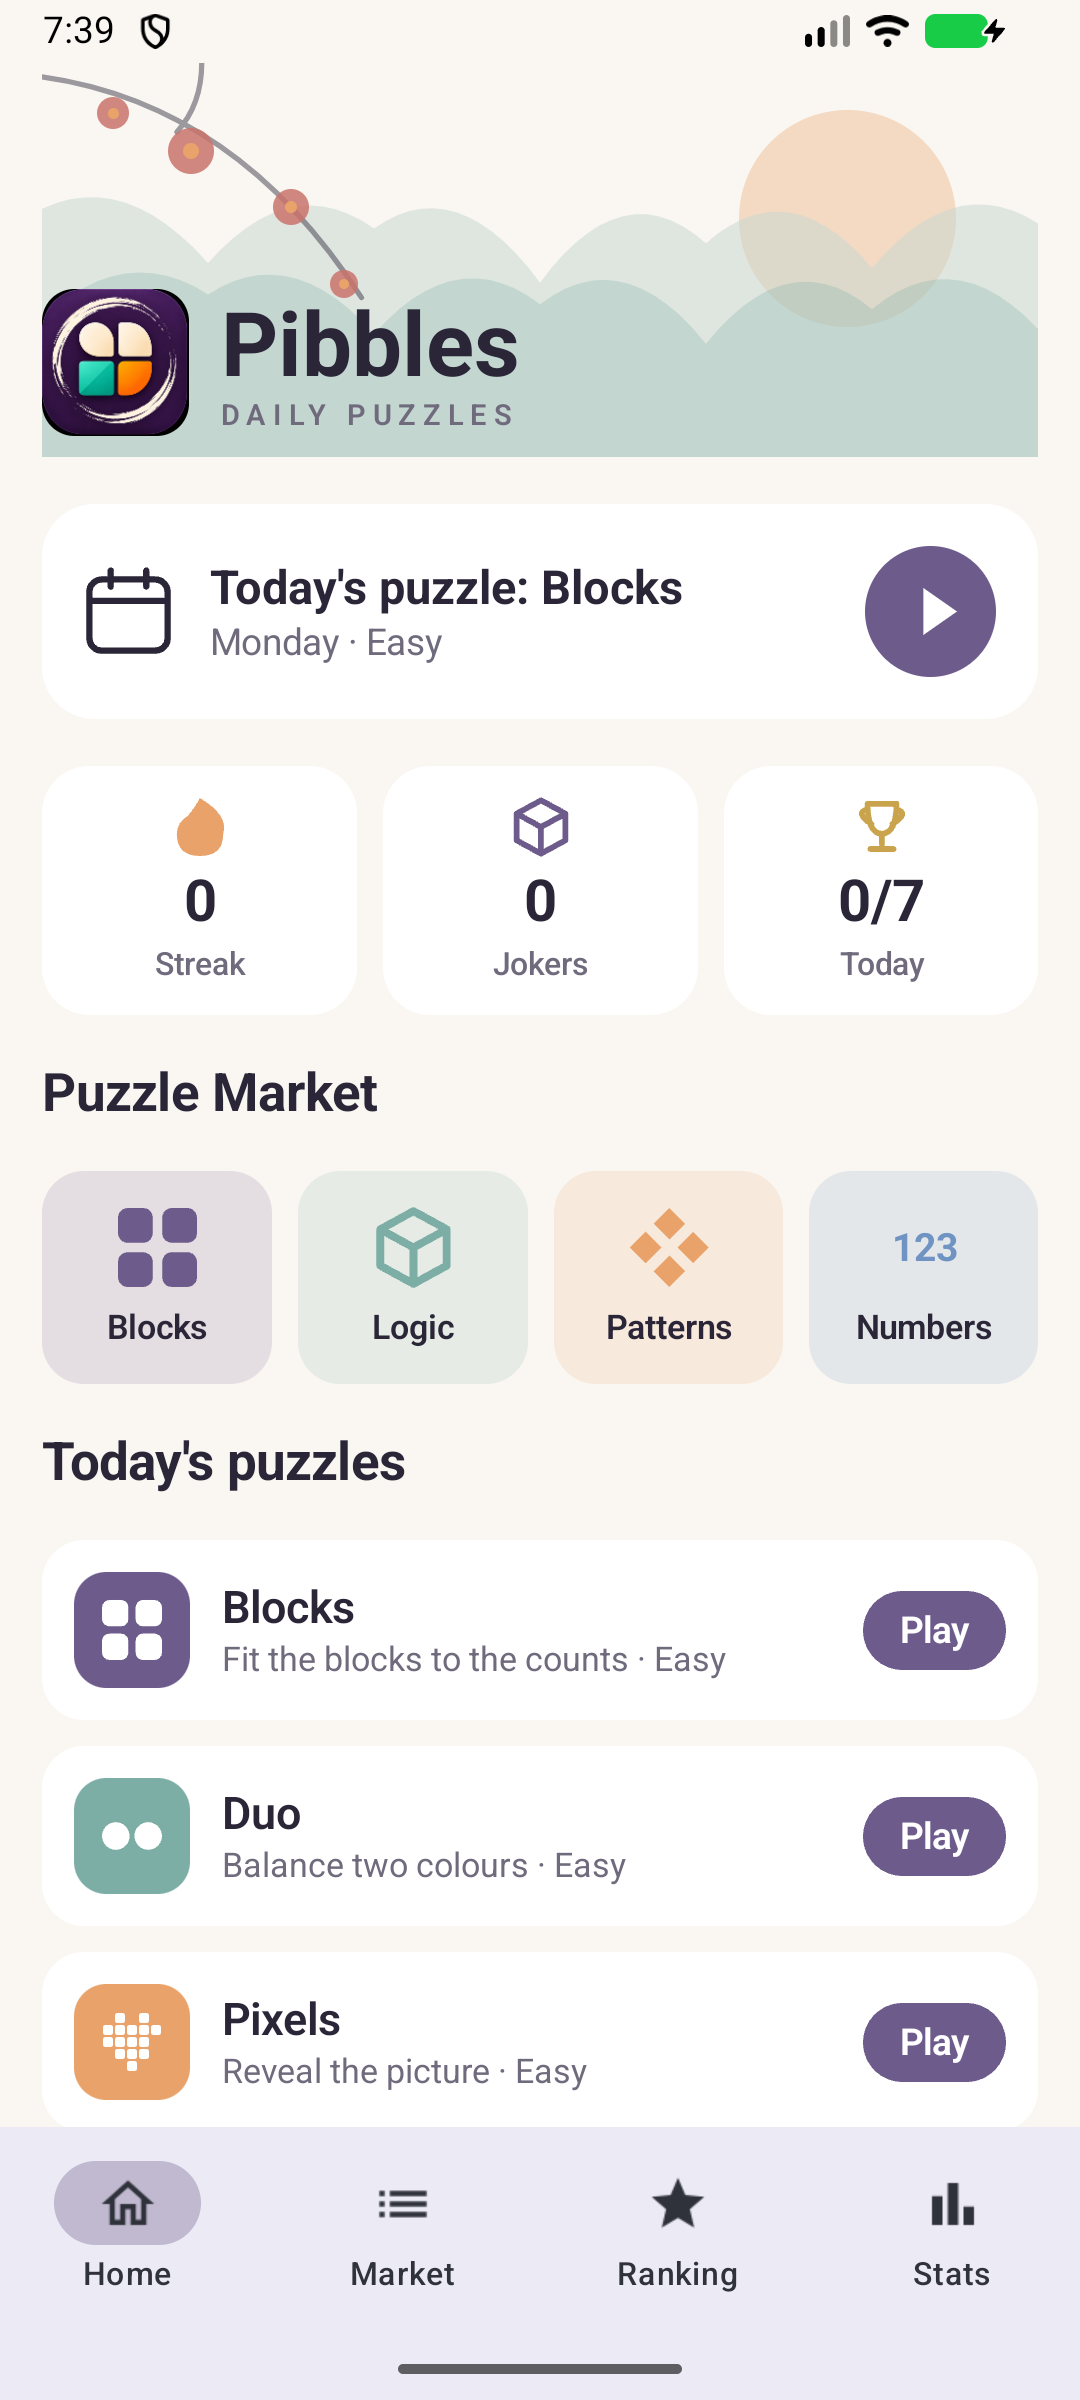 7:39
Pibbles
DAILY PUZZLES
Today's puzzle: Blocks
Monday · Easy
0
Streak
0
Jokers
0/7
Today
Puzzle Market
Blocks
Logic
Patterns
123
Numbers
Today's puzzles
Blocks
Fit the blocks to the counts · Easy
Play
Duo
Balance two colours · Easy
Play
Pixels
Reveal the picture · Easy
Play
Home
Market
Ranking
Stats